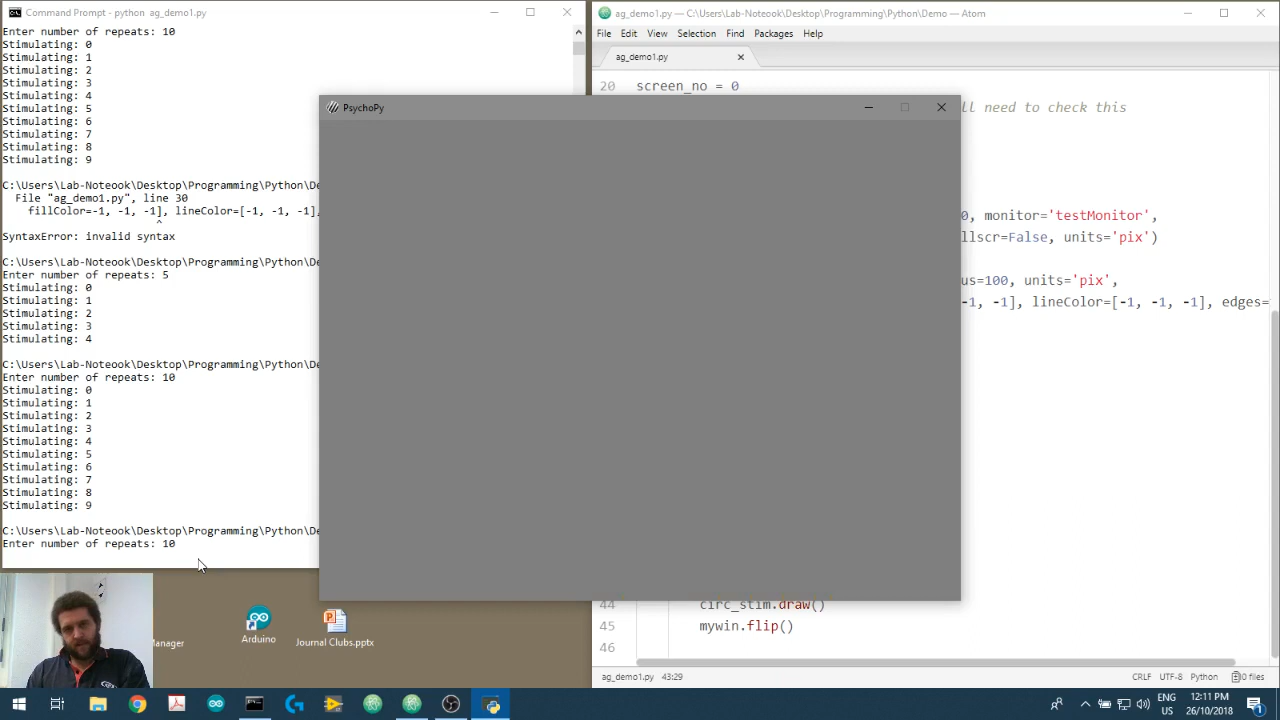 Command Prompt - python  ag_demo1.py
Enter number of repeats: 10
Stimulating: 0
Stimulating: 1
Stimulating: 2
Stimulating: 3
Stimulating: 4
Stimulating: 5
Stimulating: 6
Stimulating: 7
Stimulating: 8
Stimulating: 9
C:\Users\Lab-Noteook\Desktop\Programming\Python\De
File "ag_demo1.py", line 30
fillColor=-1, -1, -1], lineColor=[-1, -1, -1],
^
SyntaxError: invalid syntax
C:\Users\Lab-Noteook\Desktop\Programming\Python\De
Enter number of repeats: 5
Stimulating: 0
Stimulating: 1
Stimulating: 2
Stimulating: 3
Stimulating: 4
C:\Users\Lab-Noteook\Desktop\Programming\Python\De
Enter number of repeats: 10
Stimulating: 0
Stimulating: 1
Stimulating: 2
Stimulating: 3
Stimulating: 4
Stimulating: 5
Stimulating: 6
Stimulating: 7
Stimulating: 8
Stimulating: 9
C:\Users\Lab-Noteook\Desktop\Programming\Python\De
Enter number of repeats: 10
PsychoPy
ag_demo1.py — C:\Users\Lab-Noteook\Desktop\Programming\Python\Demo — Atom
File Edit View Selection Find Packages Help
ag_demo1.py
20 screen_no = 0
ll need to check this
0, monitor='testMonitor',
llscr=False, units='pix')
us=100, units='pix',
-1, -1], lineColor=[-1, -1, -1], edges=
44 circ_stim.draw()
45 mywin.flip()
46
ag_demo1.py 43:29 CRLF UTF-8 Python 0 files
Manager
Arduino
Journal Clubs.pptx
ENG
US
12:11 PM
26/10/2018
1